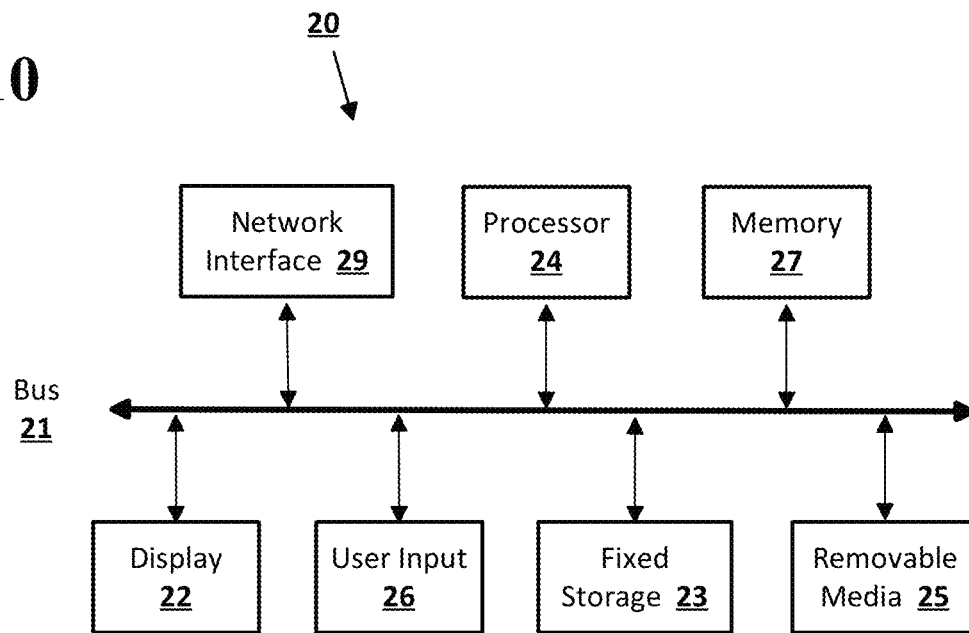 20
0
Network
Interface 29
Processor
24
Memory
27
Bus
21
Display
22
User Input
26
Fixed
Storage 23
Removable
Media 25